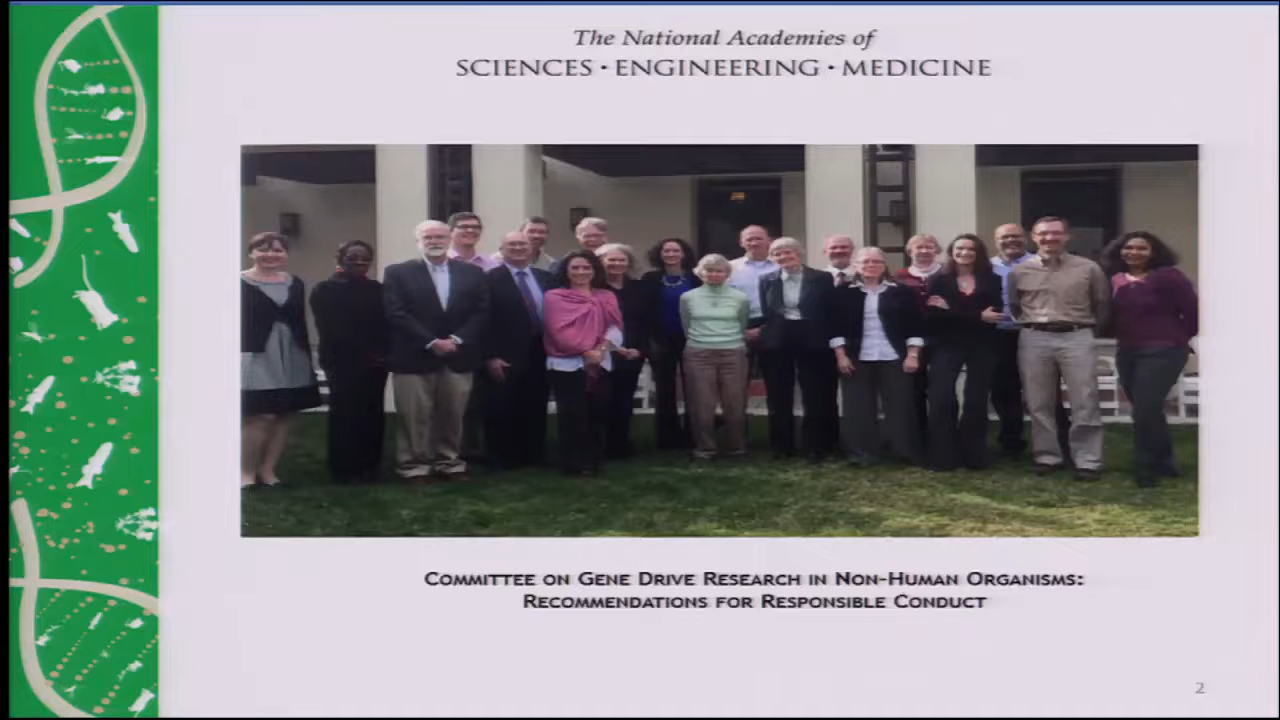 The National Academies of
SCIENCES · ENGINEERING · MEDICINE
COMMITTEE ON GENE DRIVE RESEARCH IN NON-HUMAN ORGANISMS:
RECOMMENDATIONS FOR RESPONSIBLE CONDUCT
2